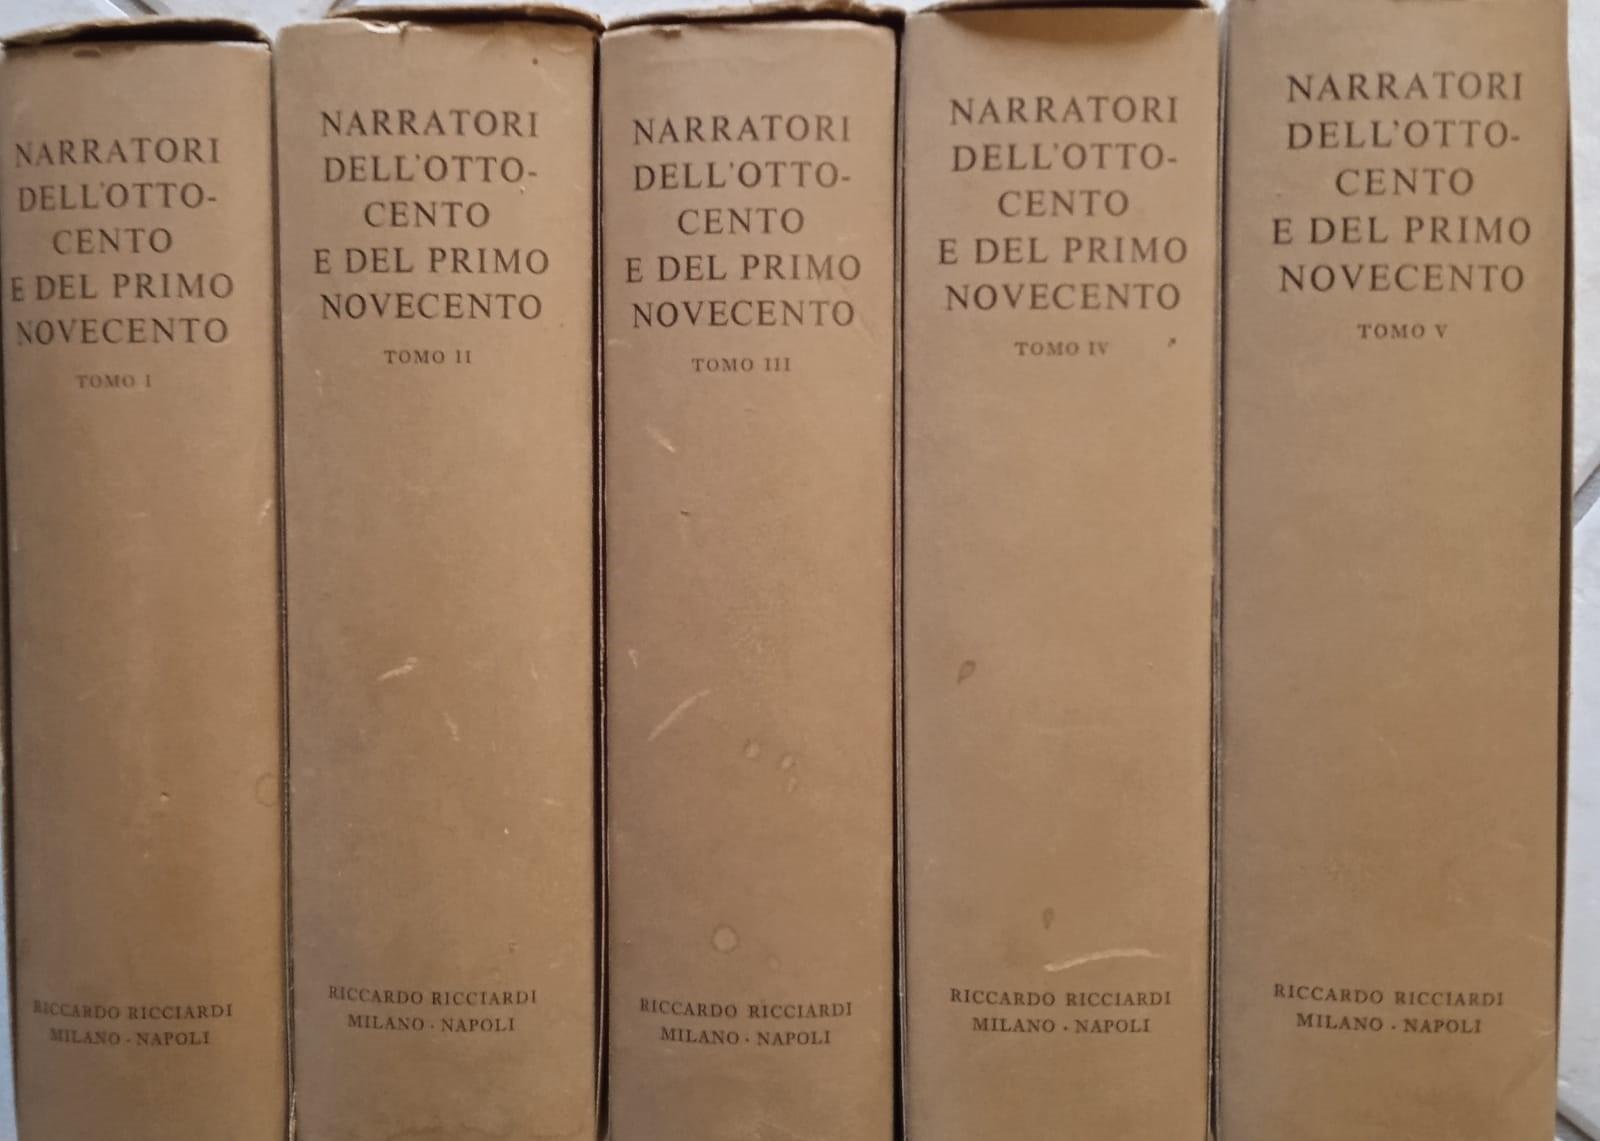 NARRATORI
DELL'OTTO-
CENTO
E DEL PRIMO
NOVECENTO
TOMO I
RICCARDO RICCIARDI
MILANO · NAPOLI
NARRATORI
DELL'OTTO-
CENTO
E DEL PRIMO
NOVECENTO
TOMO II
RICCARDO RICCIARDI
MILANO · NAPOLI
NARRATORI
DELL'OTTO-
CENTO
E DEL PRIMO
NOVECENTO
TOMO III
RICCARDO RICCIARDI
MILANO · NAPOLI
NARRATORI
DELL'OTTO-
CENTO
E DEL PRIMO
NOVECENTO
TOMO IV
RICCARDO RICCIARDI
MILANO · NAPOLI
NARRATORI
DELL'OTTO-
CENTO
E DEL PRIMO
NOVECENTO
TOMO V
RICCARDO RICCIARDI
MILANO · NAPOLI